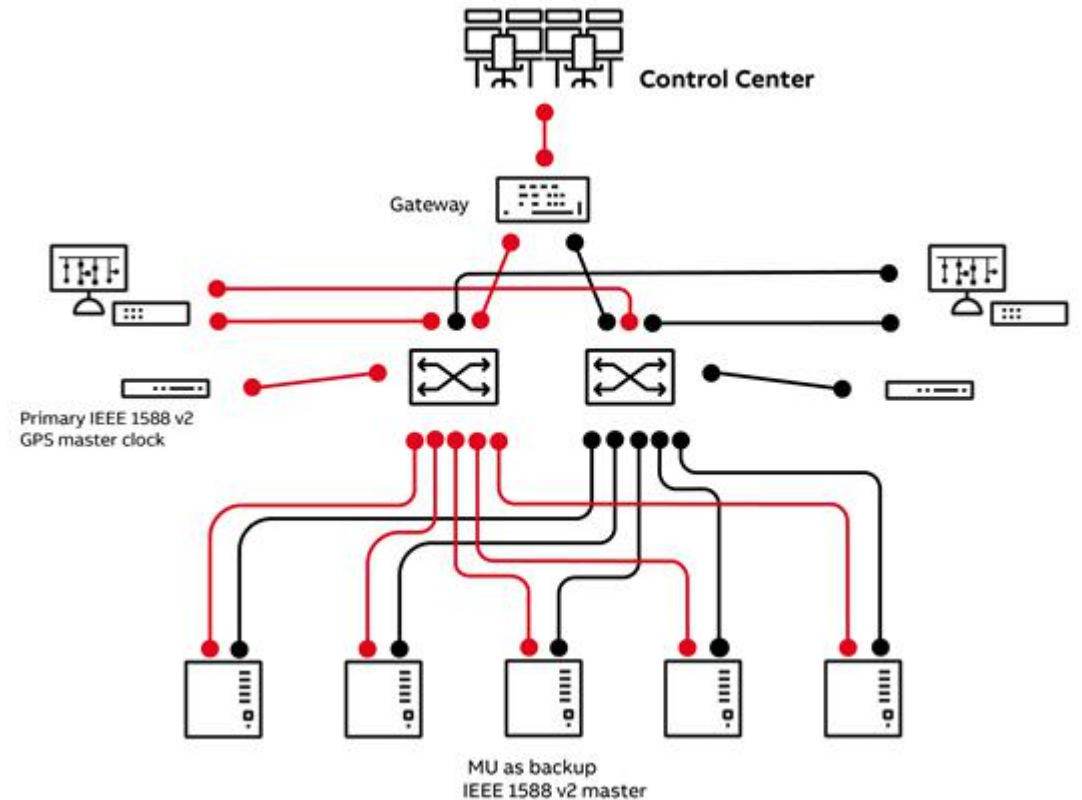 Control Center
Gateway
Primary IEEE 1588 v2
GPS master clock
MU as backup
IEEE 1588 v2 master